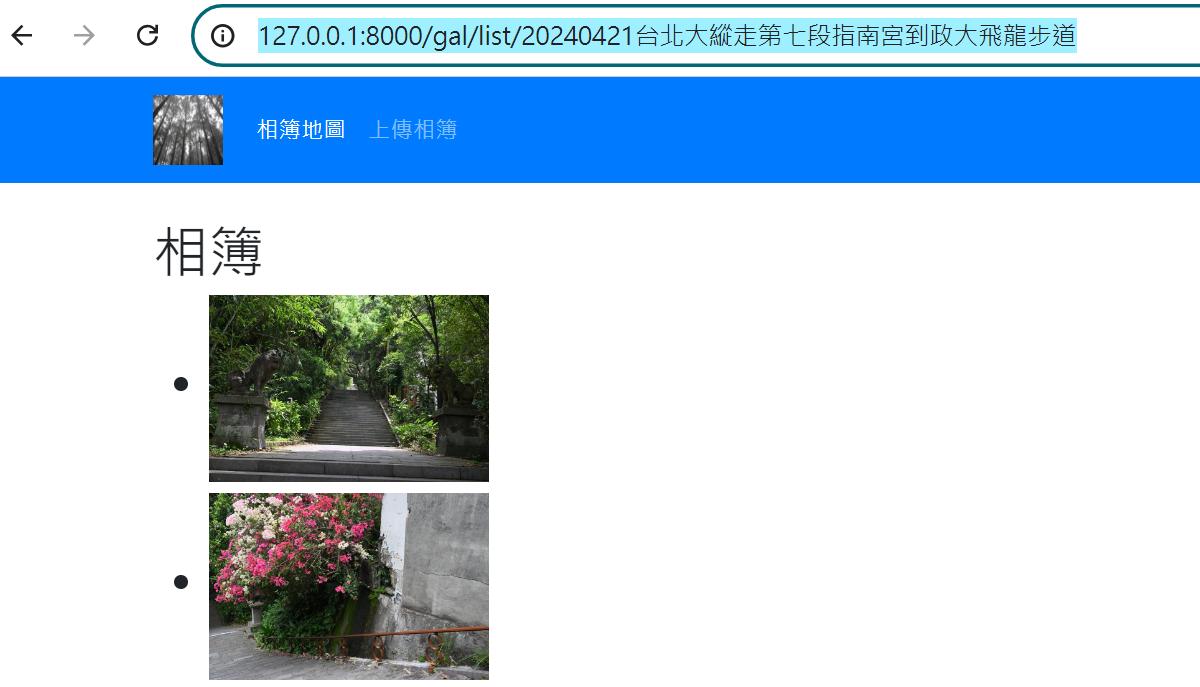 127.0.0.1:8000/gal/list/20240421台北大縱走第七段指南宮到政大飛龍步道
相簿地圖 上傳相簿
相簿